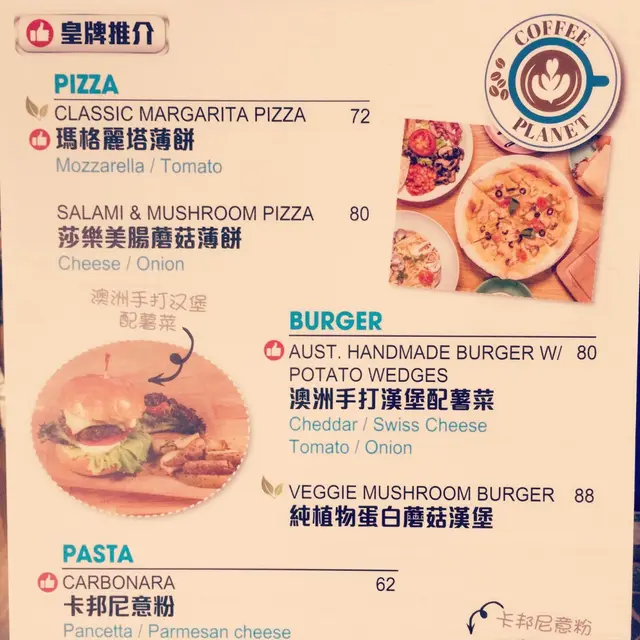 皇牌推介
COFFEE
PLANET
PIZZA
CLASSIC MARGARITA PIZZA 72
瑪格麗塔薄餅
Mozzarella / Tomato
SALAMI & MUSHROOM PIZZA 80
莎樂美腸蘑菇薄餅
Cheese / Onion
澳洲手打汉堡
配薯菜
BURGER
AUST. HANDMADE BURGER W/ 80
POTATO WEDGES
澳洲手打漢堡配薯菜
Cheddar / Swiss Cheese
Tomato / Onion
VEGGIE MUSHROOM BURGER 88
純植物蛋白蘑菇漢堡
PASTA
CARBONARA 62
卡邦尼意粉
Pancetta / Parmesan cheese
卡邦尼意粉